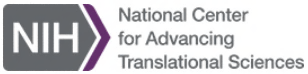 NIH
National Center
for Advancing
Translational Sciences